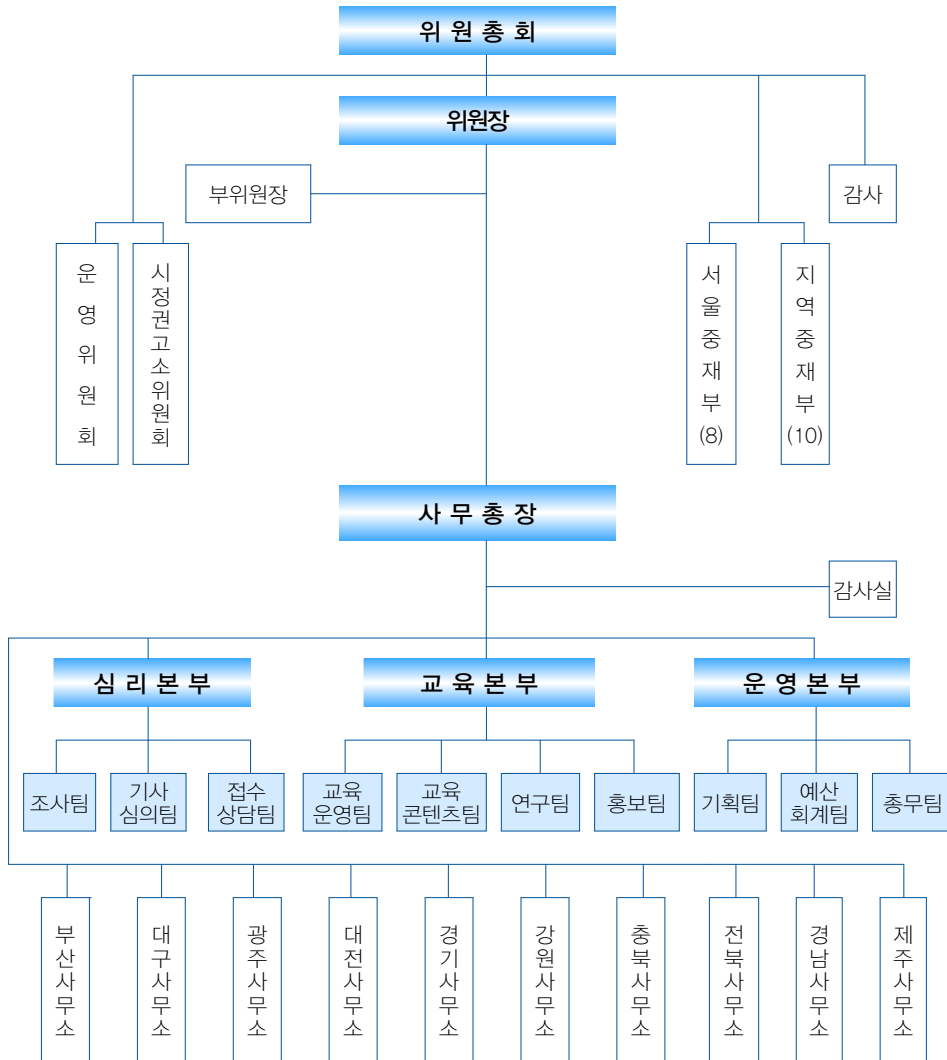 위 원 총 회
위원장
부위원장
감사
운영위원회
시정권고소위원회
서울중재부
(8)
지역중재부
(10)
사 무 총 장
감사실
심 리 본 부
교 육 본 부
운 영 본 부
조사팀
기사
심의팀
접수
상담팀
교육
운영팀
교육
콘텐츠팀
연구팀
홍보팀
기획팀
예산
회계팀
총무팀
부산사무소
대구사무소
광주사무소
대전사무소
경기사무소
강원사무소
충북사무소
전북사무소
경남사무소
제주사무소